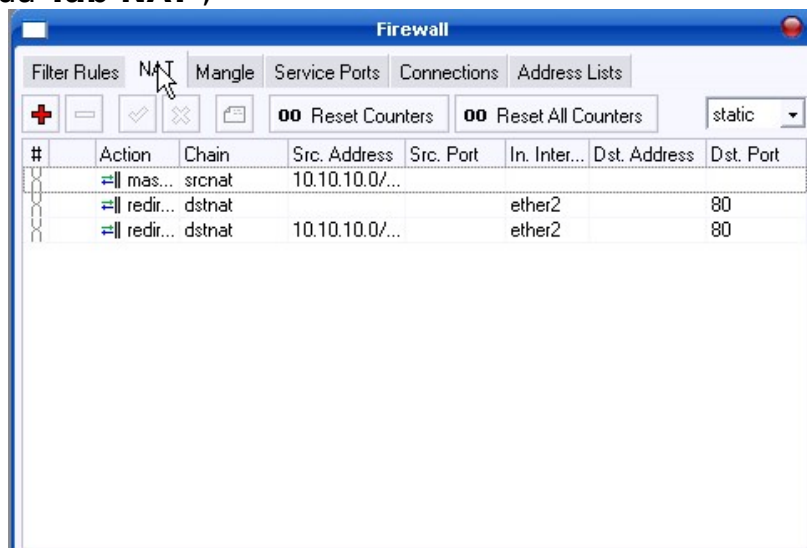 Tab NAT ,
Firewall
Filter Rules NAT Mangle Service Ports Connections Address Lists
00 Reset Counters 00 Reset All Counters static
# Action Chain Src. Address Src. Port In. Inter... Dst. Address Dst. Port
mas... srcnat 10.10.10.0/...
redir... dstnat ether2 80
redir... dstnat 10.10.10.0/... ether2 80